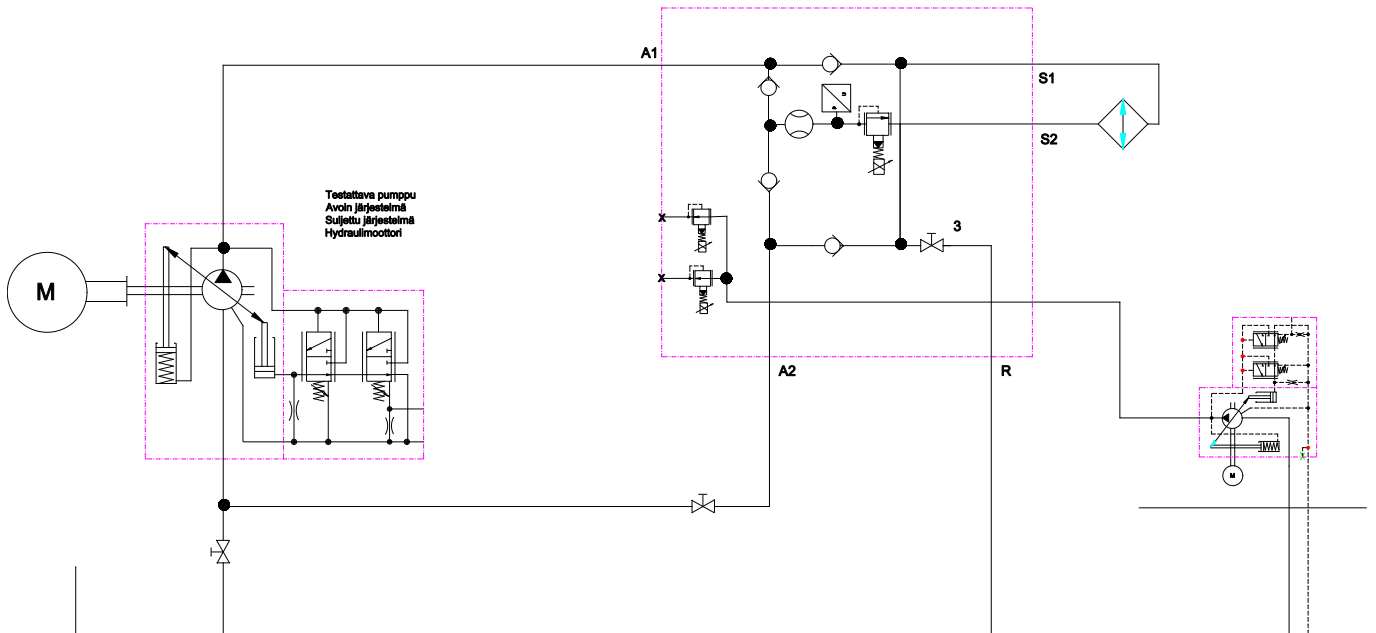 A1
S1
S2
Testattava pumppu
Avoin järjestelmä
Suljettu järjestelmä
Hydraulimoottori
x
3
M
x
A2
R
M